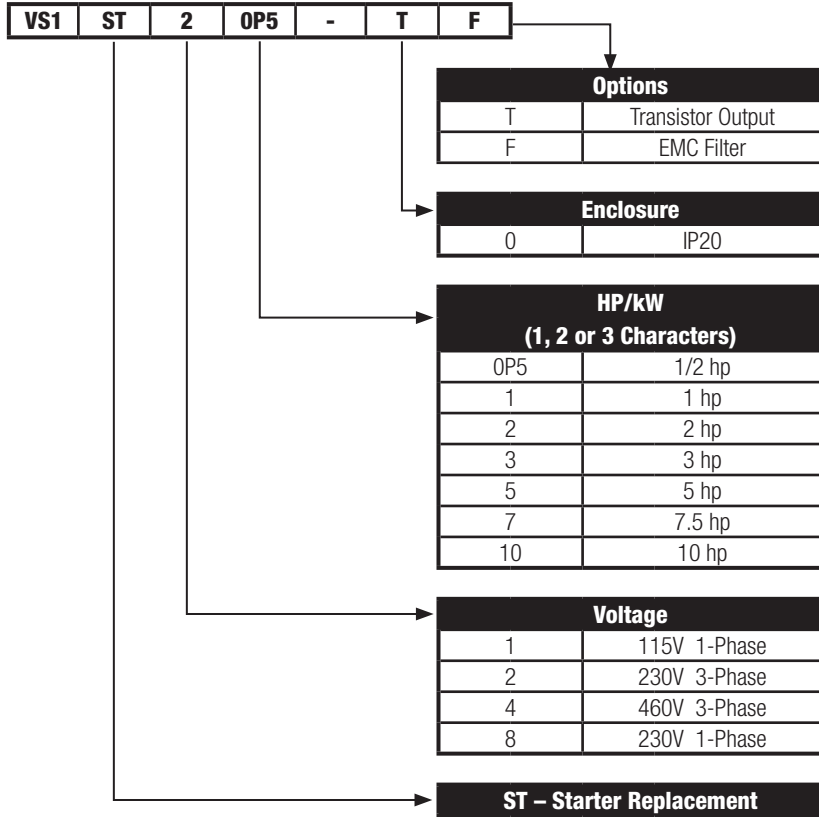 VS1 ST 2 0P5 - T F
Options
T Transistor Output
F EMC Filter
Enclosure
0 IP20
HP/kW
(1, 2 or 3 Characters)
0P5 1/2 hp
1 1 hp
2 2 hp
3 3 hp
5 5 hp
7 7.5 hp
10 10 hp
Voltage
1 115V 1-Phase
2 230V 3-Phase
4 460V 3-Phase
8 230V 1-Phase
ST – Starter Replacement